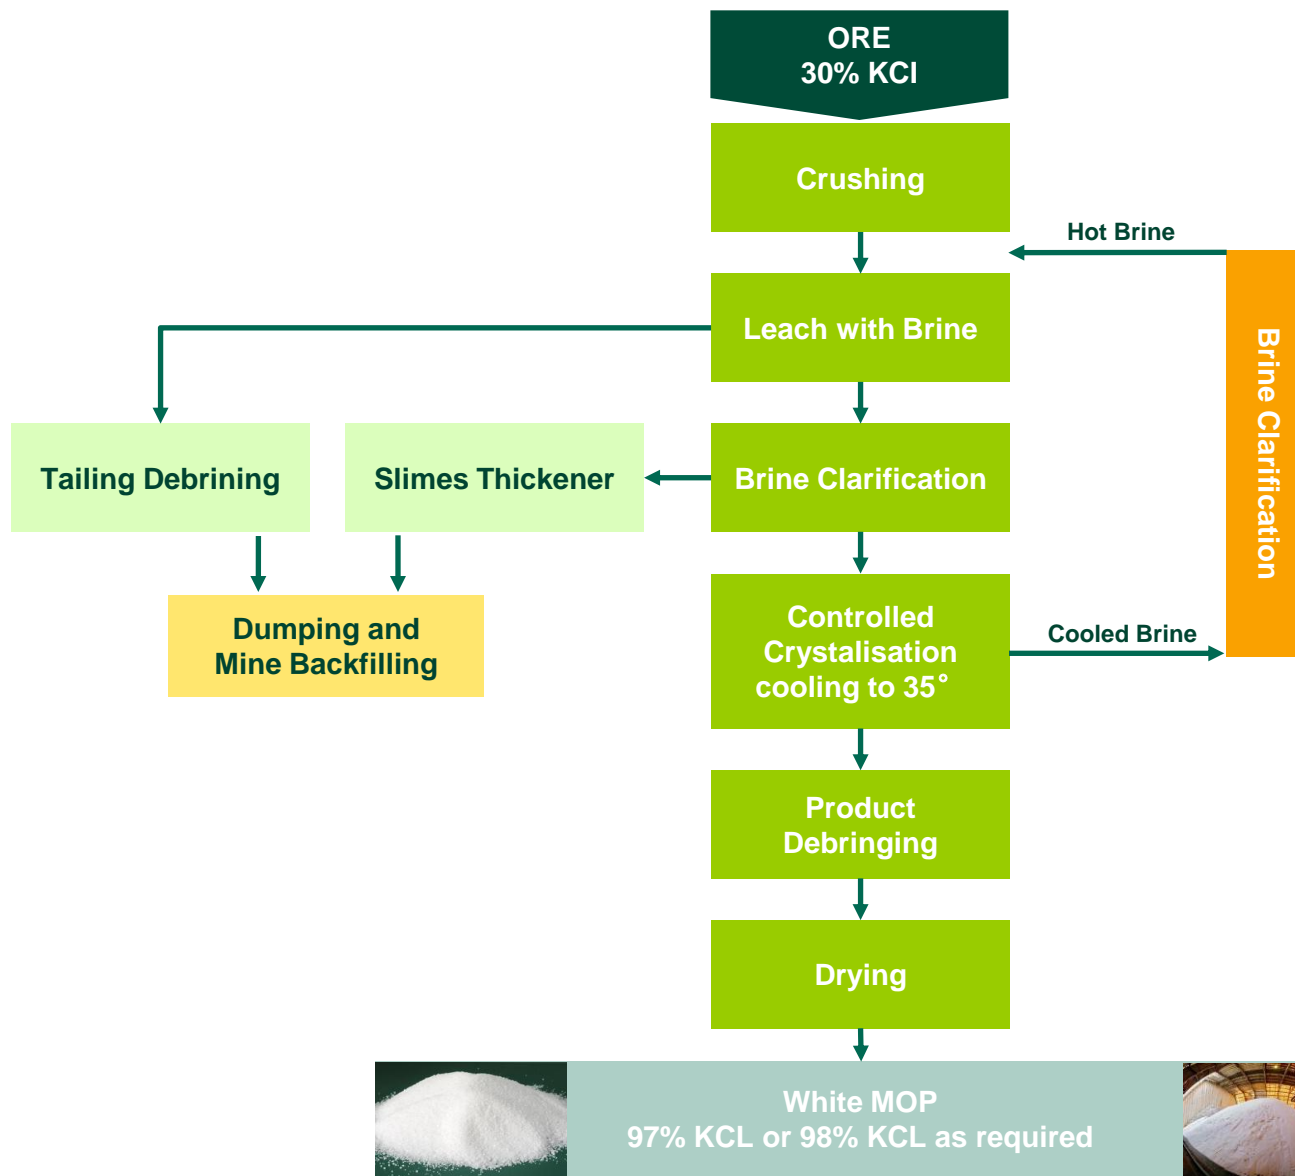 ORE
30% KCl
Crushing
Hot Brine
Leach with Brine
Brine Clarification
Tailing Debrining
Slimes Thickener
Brine Clarification
Dumping and
Mine Backfilling
Controlled
Crystalisation
cooling to 35°
Cooled Brine
Product
Debringing
Drying
White MOP
97% KCL or 98% KCL as required